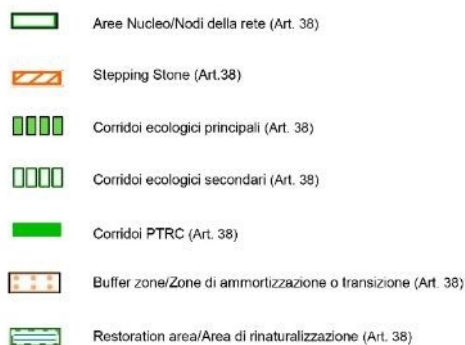 Aree Nucleo/Nodi della rete (Art. 38)
Stepping Stone (Art.38)
Corridoi ecologici principali (Art. 38)
Corridoi ecologici secondari (Art. 38)
Corridoi PTRC (Art. 38)
Buffer zone/Zone di ammortizzazione o transizione (Art. 38)
Restoration area/Area di rinaturalizzazione (Art. 38)